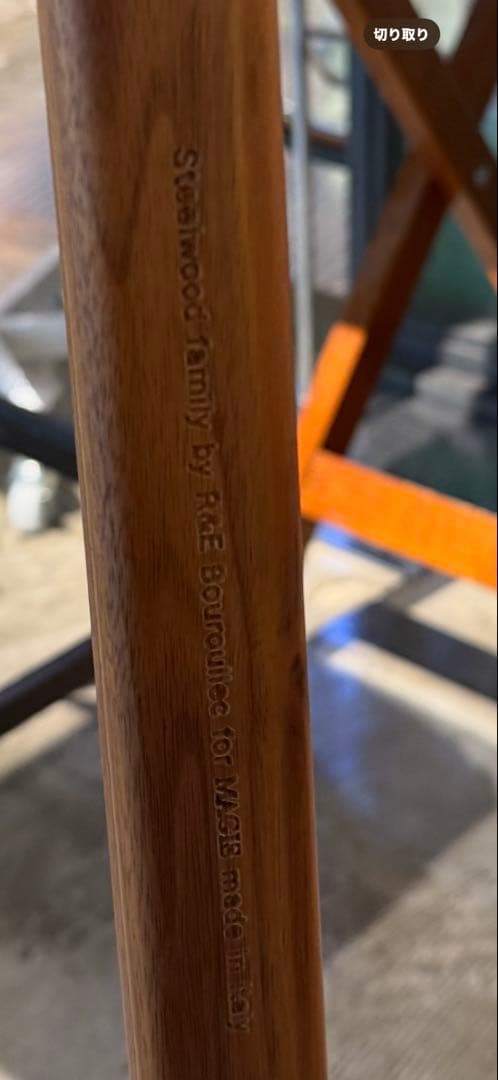 切り取り
Steelwood family by R&E Bouroullec for MAGIS made in Italy